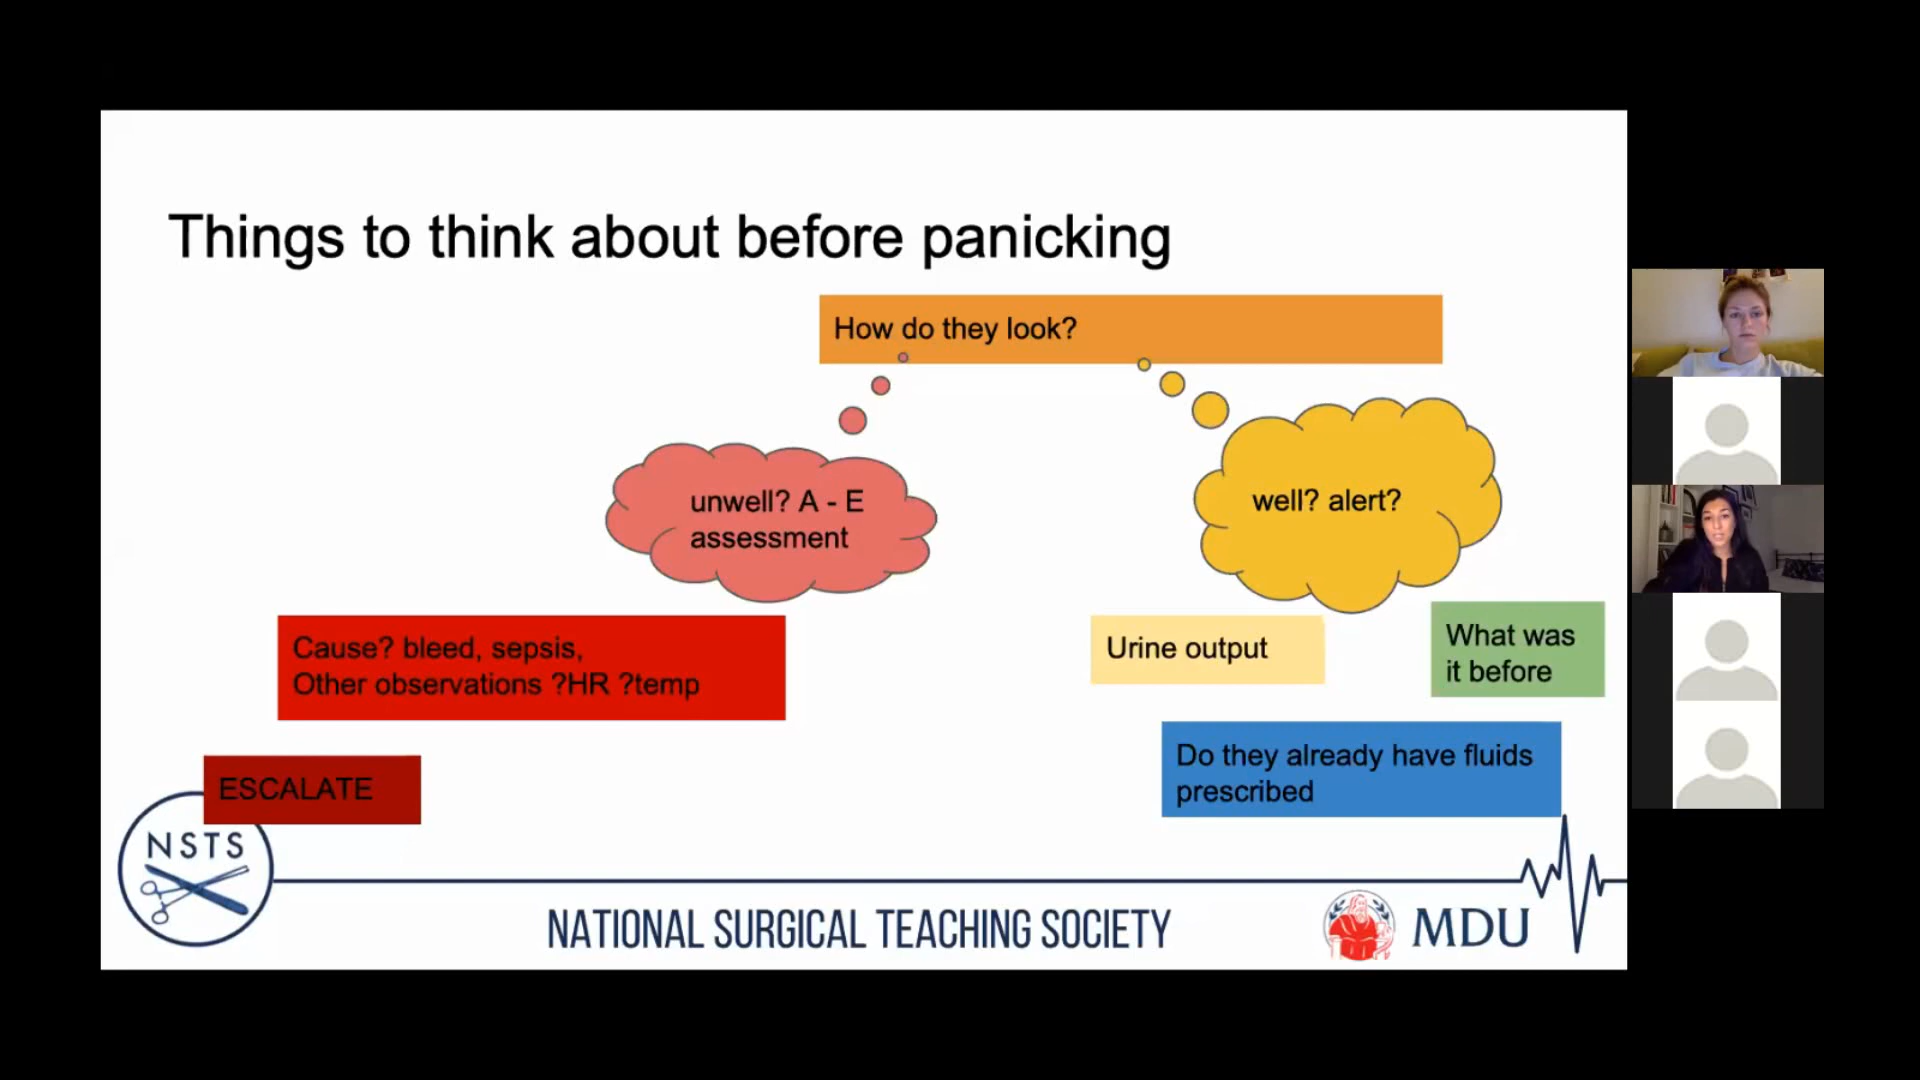 Things to think about before panicking
How do they look?
unwell? A - E
assessment
well? alert?
Cause? bleed, sepsis,
Other observations ?HR ?temp
Urine output
What was
it before
Do they already have fluids
prescribed
ESCALATE
NSTS
NATIONAL SURGICAL TEACHING SOCIETY
MDU